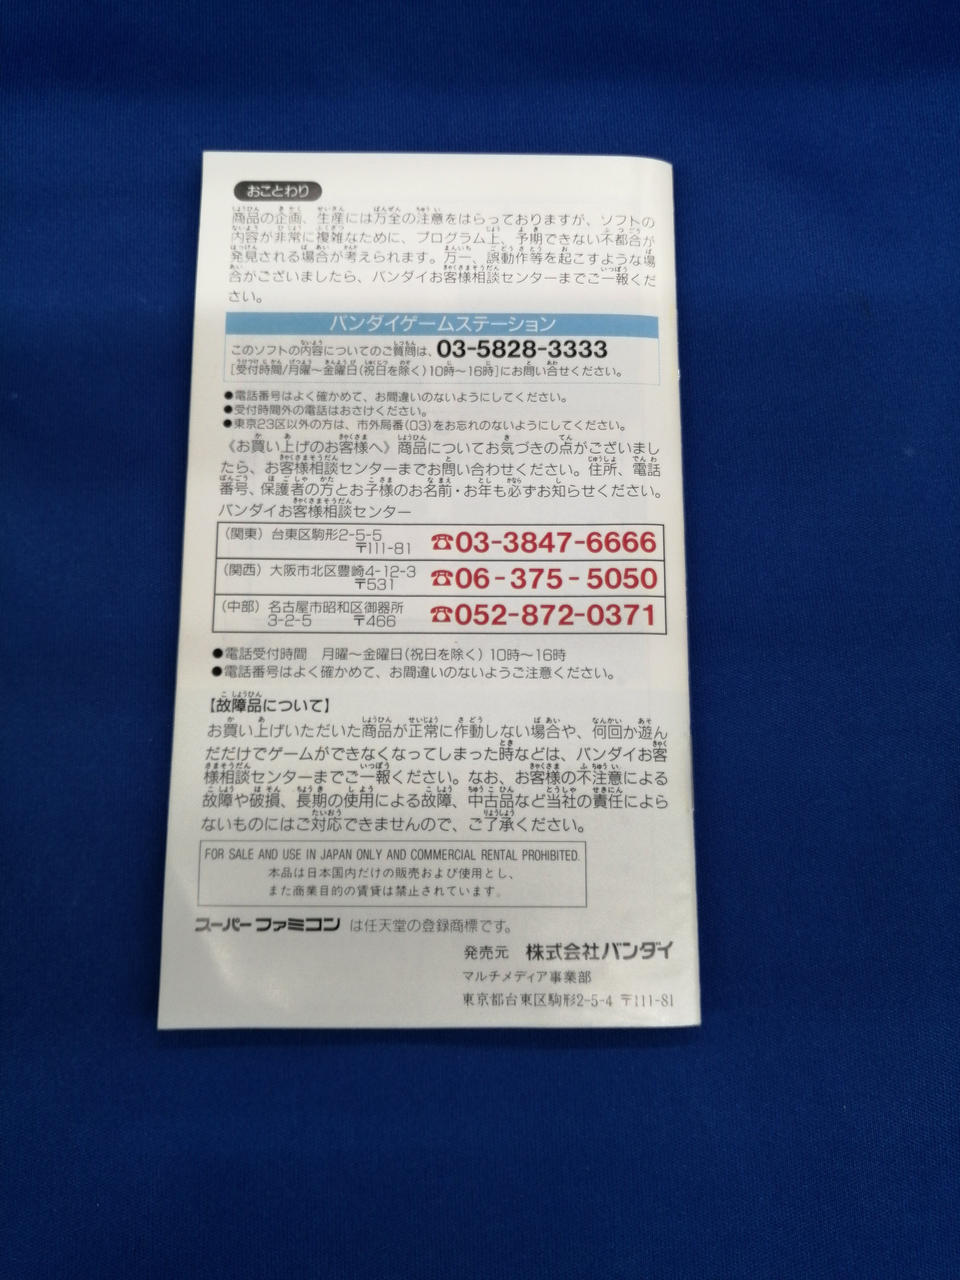 おことわり
商品の企画、生産には万全の注意をはらっておりますが、ソフトの
内容が非常に複雑なために、プログラム上、予期できない不都合が
発見される場合が考えられます。万一、誤動作等を起こすような場
合がございましたら、バンダイお客様相談センターまでご一報くだ
さい。
バンダイゲームステーション
このソフトの内容についてのご質問は、03-5828-3333
[受付時間/月曜〜金曜日(祝日を除く)10時〜16時]にお問い合せください。
●電話番号はよく確かめて、お間違いのないようにしてください。
●受付時間外の電話はおさけください。
●東京23区以外の方は、市外局番(03)をお忘れのないようにしてください。
《お買い上げのお客様へ》商品についてお気づきの点がございまし
たら、お客様相談センターまでお問い合わせください。住所、電話
番号、保護者の方とお子様のお名前・お年も必ずお知らせください。
バンダイお客様相談センター
(関東) 台東区駒形2-5-5
〒111-81 ☎03-3847-6666
(関西) 大阪市北区豊崎4-12-3
〒531 ☎06-375-5050
(中部) 名古屋市昭和区御器所
3-2-5 〒466 ☎052-872-0371
●電話受付時間 月曜〜金曜日(祝日を除く) 10時〜16時
●電話番号はよく確かめて、お間違いのないようご注意ください。
【故障品について】
お買い上げいただいた商品が正常に作動しない場合や、何回か遊ん
だだけでゲームができなくなってしまった時などは、バンダイお客
様相談センターまでご一報ください。なお、お客様の不注意による
故障や破損、長期の使用による故障、中古品など当社の責任によら
ないものにはご対応できませんので、ご了承ください。
FOR SALE AND USE IN JAPAN ONLY AND COMMERCIAL RENTAL PROHIBITED.
本品は日本国内だけの販売および使用とし、
また商業目的の賃貸は禁止されています。
スーパーファミコン は任天堂の登録商標です。
発売元 株式会社バンダイ
マルチメディア事業部
東京都台東区駒形2-5-4 〒111-81